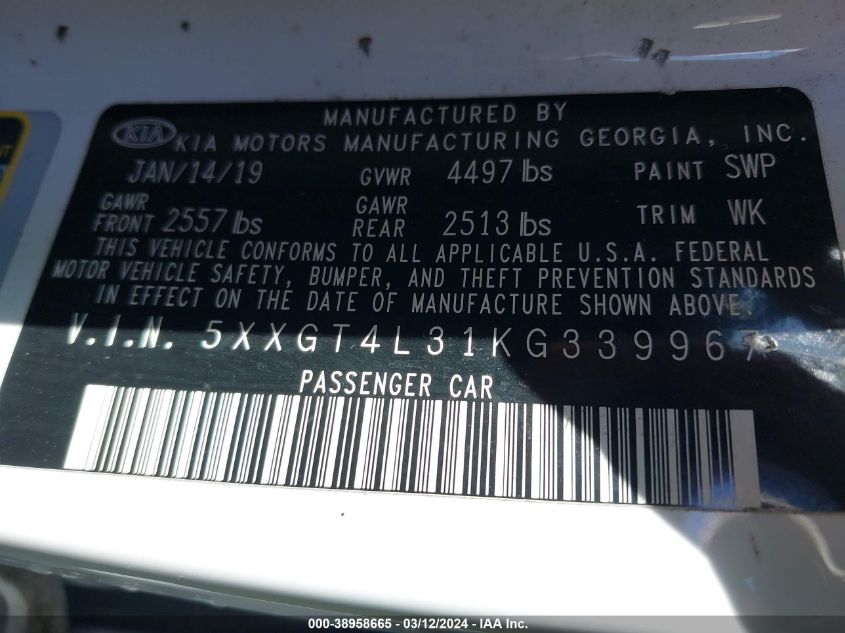 MANUFACTURED BY
KIA KIA MOTORS MANUFACTURING GEORGIA, INC.
JAN/14/19 GVWR 4497 lbs PAINT SWP
GAWR FRONT 2557 lbs GAWR REAR 2513 lbs TRIM WK
THIS VEHICLE CONFORMS TO ALL APPLICABLE U.S.A. FEDERAL
MOTOR VEHICLE SAFETY, BUMPER, AND THEFT PREVENTION STANDARDS
IN EFFECT ON THE DATE OF MANUFACTURE SHOWN ABOVE.
V.I.N. 5XXGT4L31KG339967
PASSENGER CAR
000-38958665 - 03/12/2024 - IAA Inc.